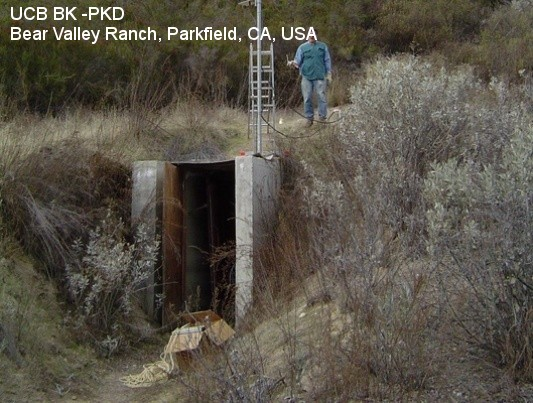 UCB BK -PKD
Bear Valley Ranch, Parkfield, CA, USA